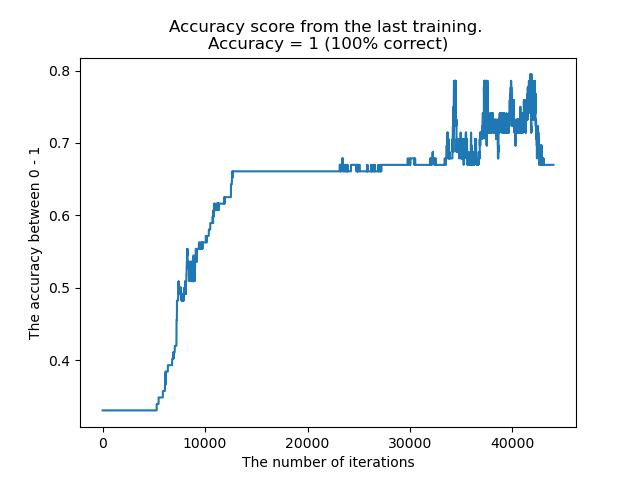 Accuracy score from the last training.
Accuracy = 1 (100% correct)
0.8
0.7
0.6
0.5
0.4
The accuracy between 0 - 1
0 10000 20000 30000 40000
The number of iterations